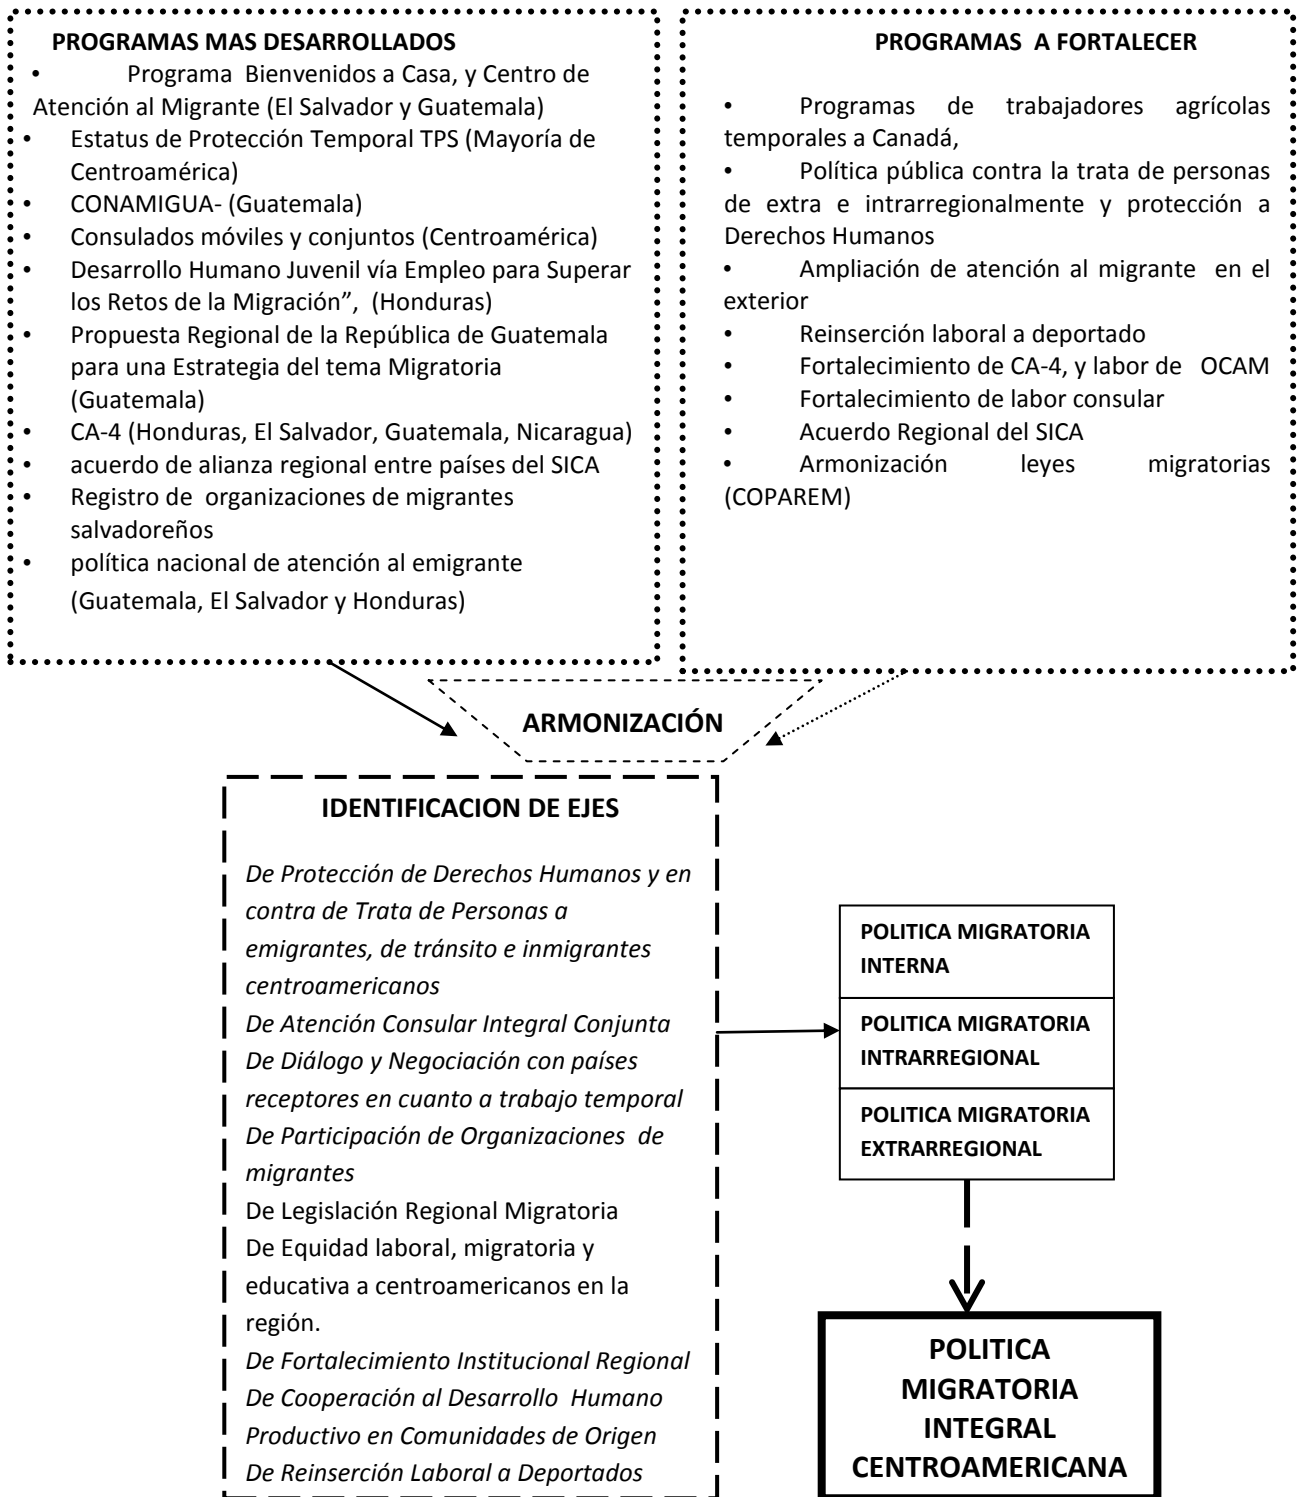 PROGRAMAS MAS DESARROLLADOS
• Programa Bienvenidos a Casa, y Centro de
Atención al Migrante (El Salvador y Guatemala)
• Estatus de Protección Temporal TPS (Mayoría de
Centroamérica)
• CONAMIGUA- (Guatemala)
• Consulados móviles y conjuntos (Centroamérica)
• Desarrollo Humano Juvenil vía Empleo para Superar
los Retos de la Migración”, (Honduras)
• Propuesta Regional de la República de Guatemala
para una Estrategia del tema Migratoria
(Guatemala)
• CA-4 (Honduras, El Salvador, Guatemala, Nicaragua)
• acuerdo de alianza regional entre países del SICA
• Registro de organizaciones de migrantes
salvadoreños
• política nacional de atención al emigrante
(Guatemala, El Salvador y Honduras)
PROGRAMAS A FORTALECER
• Programas de trabajadores agrícolas
temporales a Canadá,
• Política pública contra la trata de personas
de extra e intrarregionalmente y protección a
Derechos Humanos
• Ampliación de atención al migrante en el
exterior
• Reinserción laboral a deportado
• Fortalecimiento de CA-4, y labor de OCAM
• Fortalecimiento de labor consular
• Acuerdo Regional del SICA
• Armonización leyes migratorias
(COPAREM)
ARMONIZACIÓN
IDENTIFICACION DE EJES
De Protección de Derechos Humanos y en
contra de Trata de Personas a
emigrantes, de tránsito e inmigrantes
centroamericanos
De Atención Consular Integral Conjunta
De Diálogo y Negociación con países
receptores en cuanto a trabajo temporal
De Participación de Organizaciones de
migrantes
De Legislación Regional Migratoria
De Equidad laboral, migratoria y
educativa a centroamericanos en la
región.
De Fortalecimiento Institucional Regional
De Cooperación al Desarrollo Humano
Productivo en Comunidades de Origen
De Reinserción Laboral a Deportados
POLITICA MIGRATORIA
INTERNA
POLITICA MIGRATORIA
INTRARREGIONAL
POLITICA MIGRATORIA
EXTRARREGIONAL
POLITICA
MIGRATORIA
INTEGRAL
CENTROAMERICANA